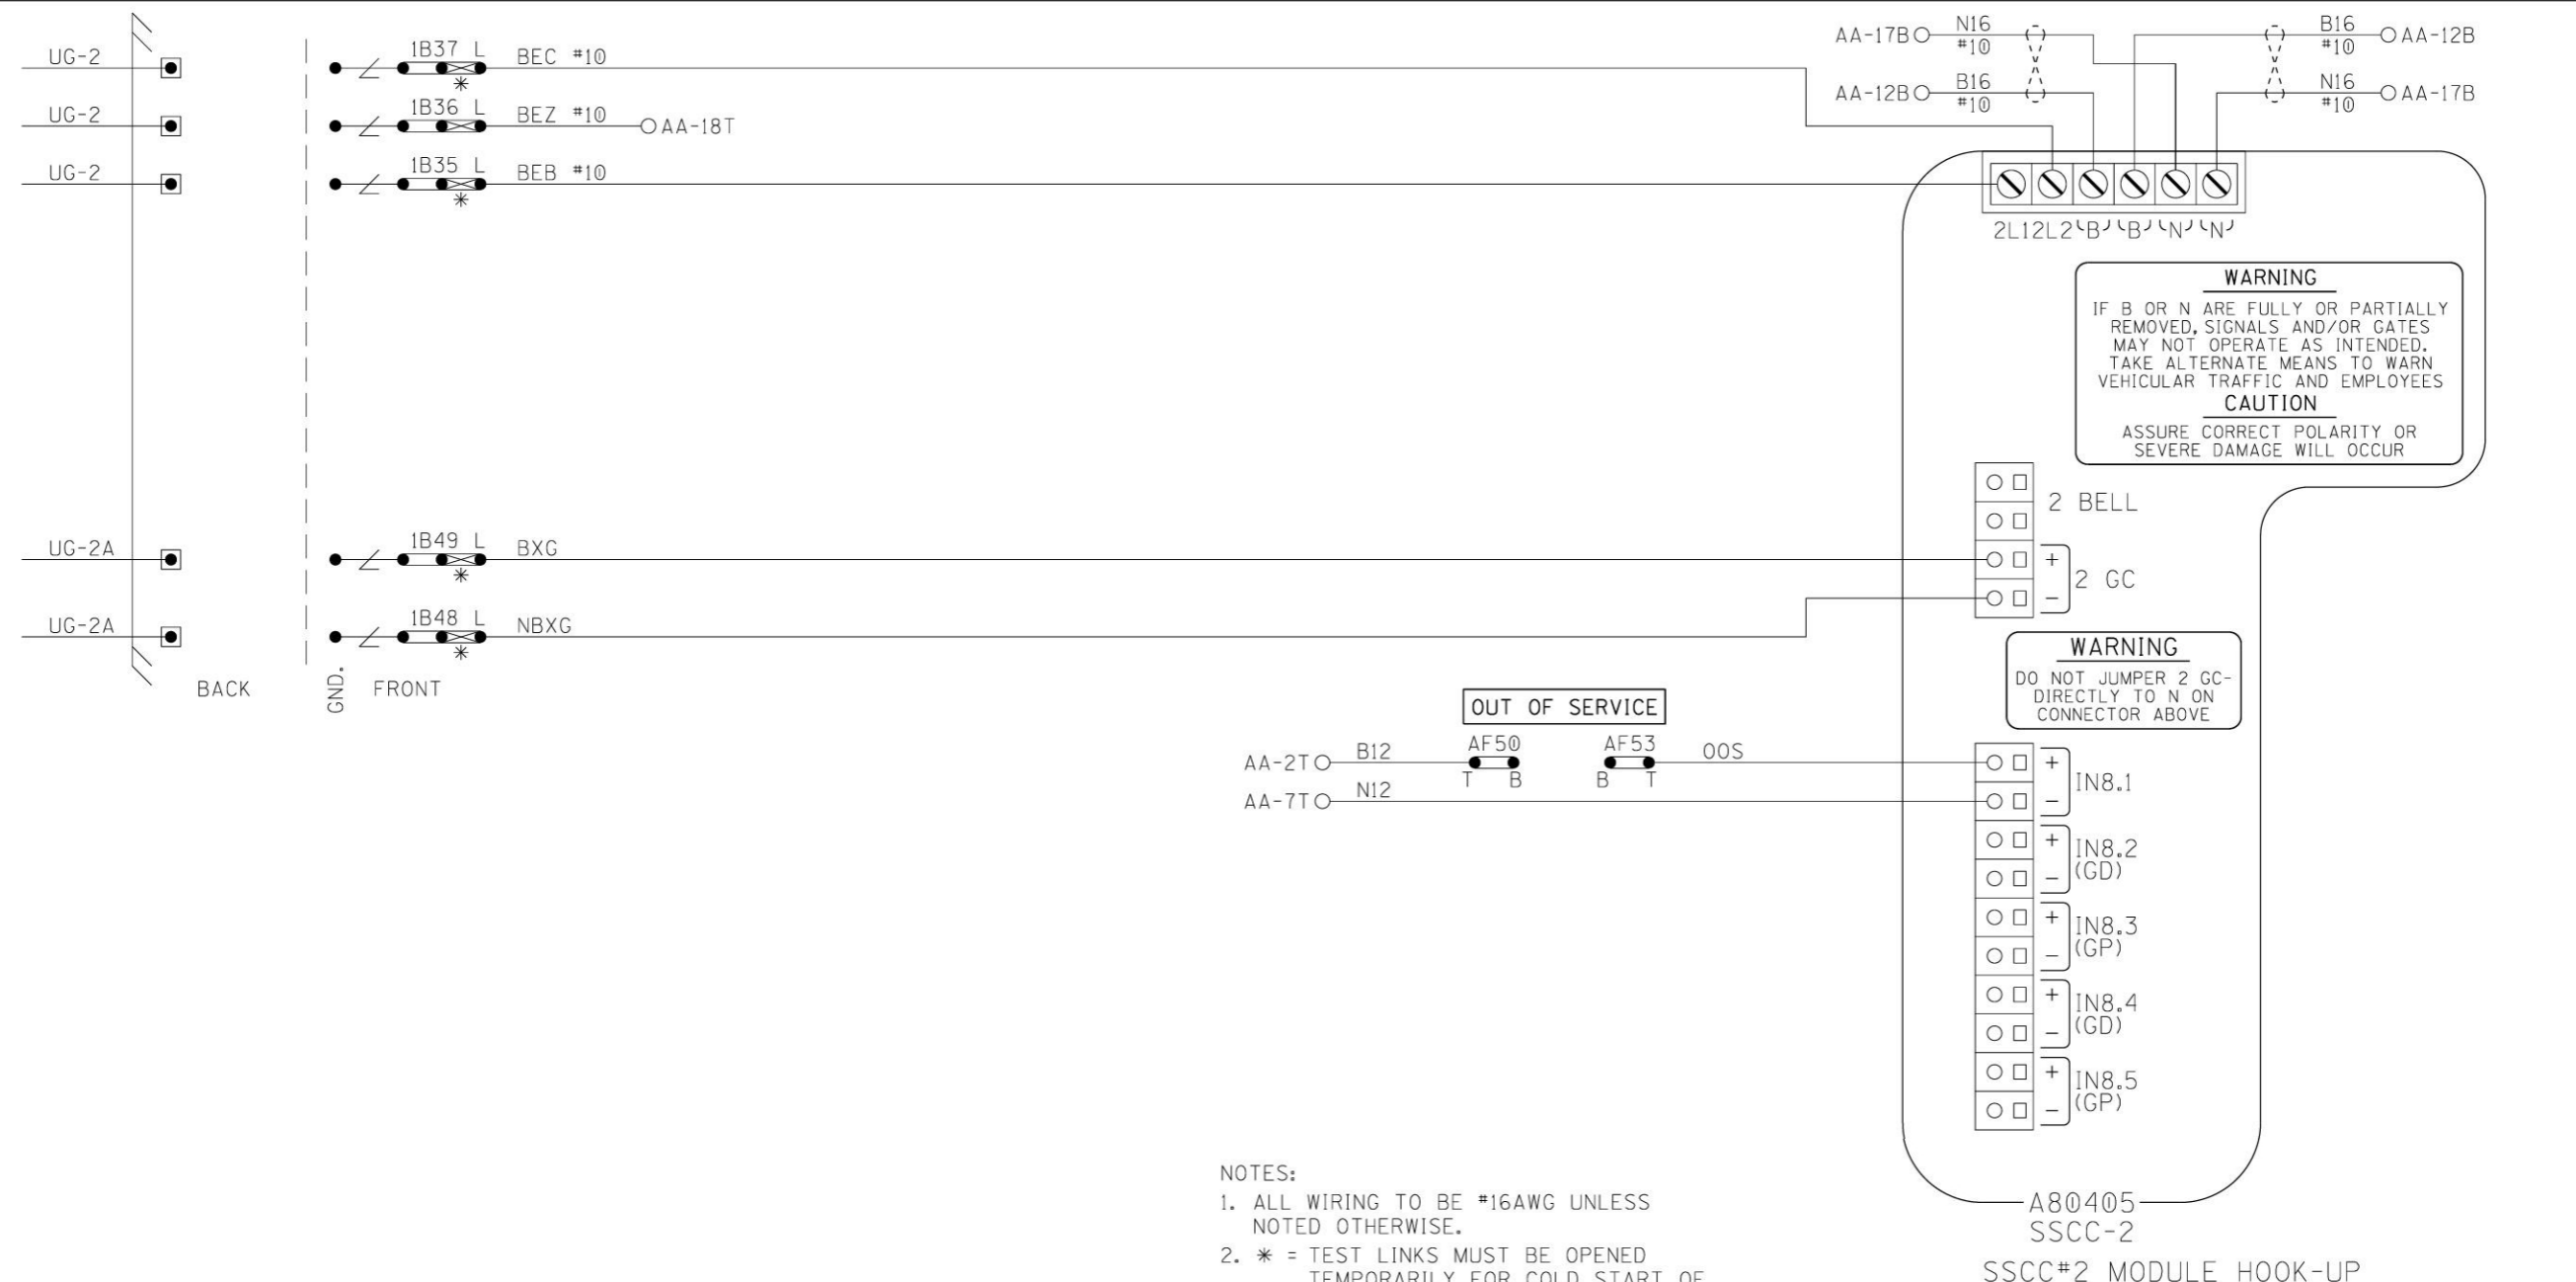 UG-2
1B37 L
BEC #10
UG-2
1B36 L
BEZ #10
AA-18T
UG-2
1B35 L
BEB #10
AA-17B
N16
#10
B16
#10
AA-12B
AA-12B
B16
#10
N16
#10
AA-17B
2L1 2L2 B B N N
WARNING
IF B OR N ARE FULLY OR PARTIALLY
REMOVED, SIGNALS AND/OR GATES
MAY NOT OPERATE AS INTENDED.
TAKE ALTERNATE MEANS TO WARN
VEHICULAR TRAFFIC AND EMPLOYEES
CAUTION
ASSURE CORRECT POLARITY OR
SEVERE DAMAGE WILL OCCUR
2 BELL
UG-2A
1B49 L
BXG
+
2 GC
-
UG-2A
1B48 L
NBXG
BACK
GND.
FRONT
WARNING
DO NOT JUMPER 2 GC-
DIRECTLY TO N ON
CONNECTOR ABOVE
OUT OF SERVICE
AA-2T
B12
AF50
T B
AF53
B T
OOS
AA-7T
N12
+
IN8.1
-
+
IN8.2
(GD)
-
+
IN8.3
(GP)
-
+
IN8.4
(GD)
-
+
IN8.5
(GP)
-
NOTES:
1. ALL WIRING TO BE #16AWG UNLESS
NOTED OTHERWISE.
2. * = TEST LINKS MUST BE OPENED
TEMPORARILY FOR COLD START OF
A80405
SSCC-2
SSCC#2 MODULE HOOK-UP